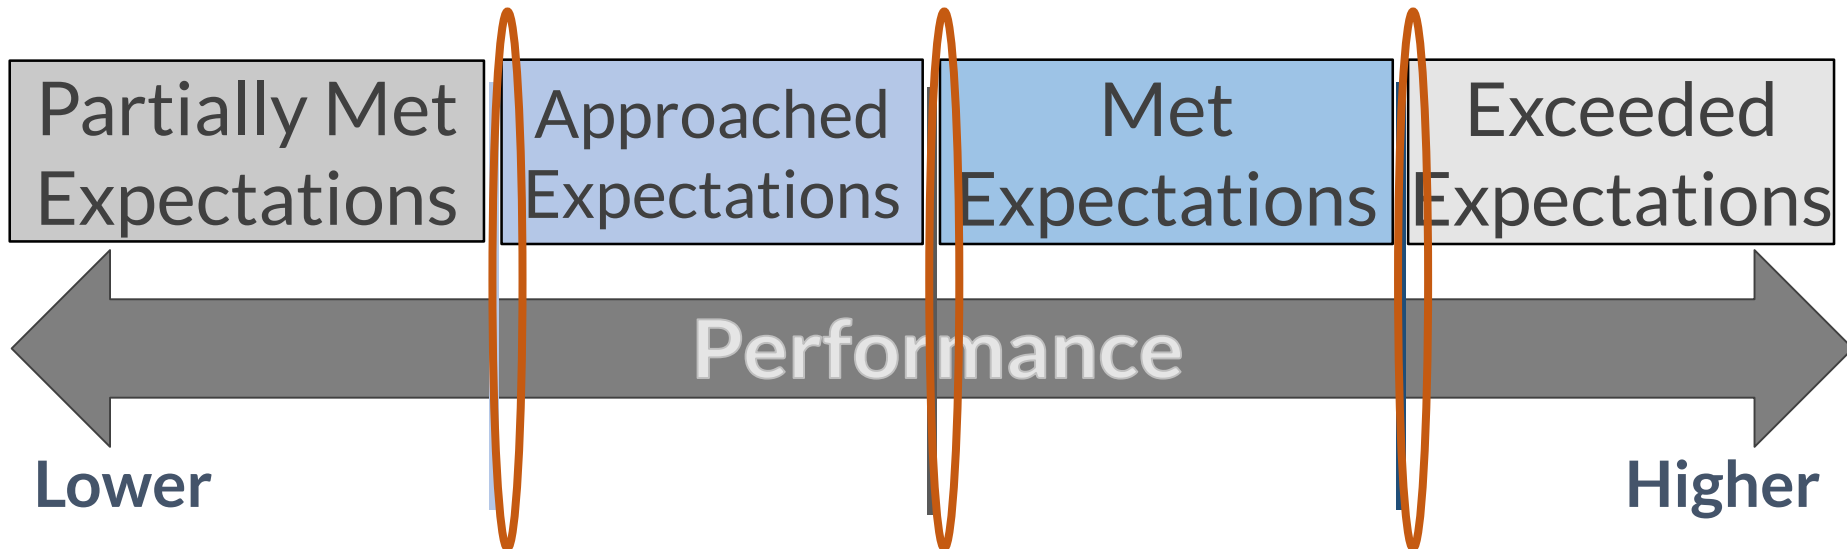 Partially Met
Expectations
Approached
Expectations
Met
Expectations
Exceeded
Expectations
Performance
Lower
Higher